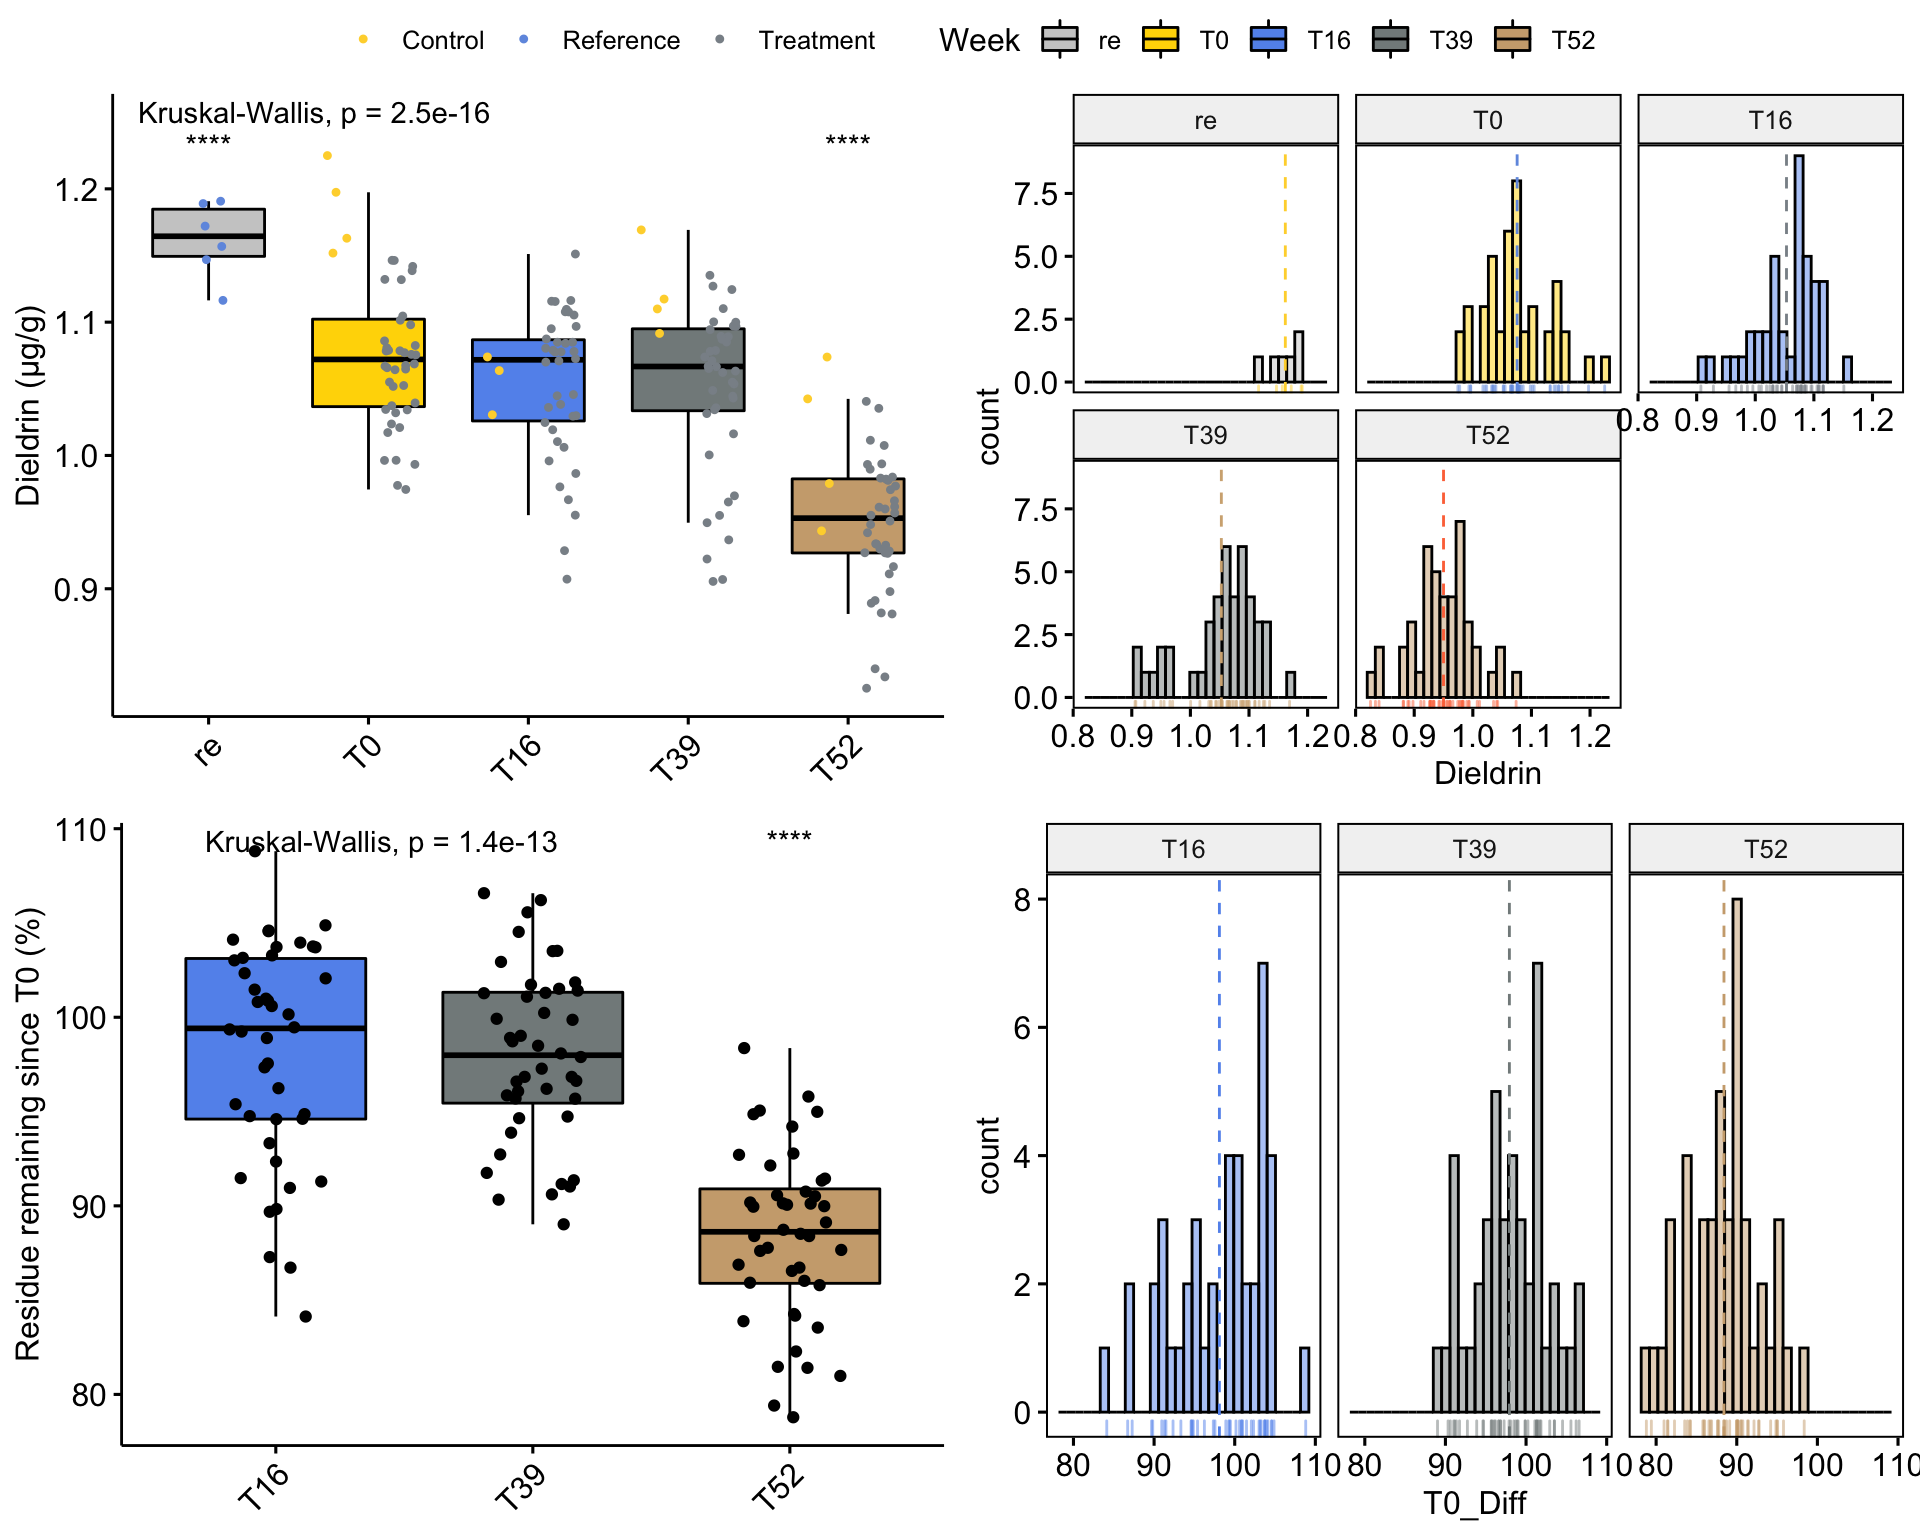 Control Reference Treatment Week re T0 T16 T39 T52
Kruskal-Wallis, p = 2.5e-16
**** ****
Dieldrin (µg/g)
1.2
1.1
1.0
0.9
re T0 T16 T39 T52
re T0 T16
7.5
5.0
2.5
0.0
0.8 0.9 1.0 1.1 1.2
count
T39 T52
7.5
5.0
2.5
0.0
0.8 0.9 1.0 1.1 1.2 0.8 0.9 1.0 1.1 1.2
Dieldrin
Kruskal-Wallis, p = 1.4e-13
****
Residue remaining since T0 (%)
110
100
90
80
T16 T39 T52
T16 T39 T52
count
8
6
4
2
0
80 90 100 110 80 90 100 110 80 90 100 110
T0_Diff